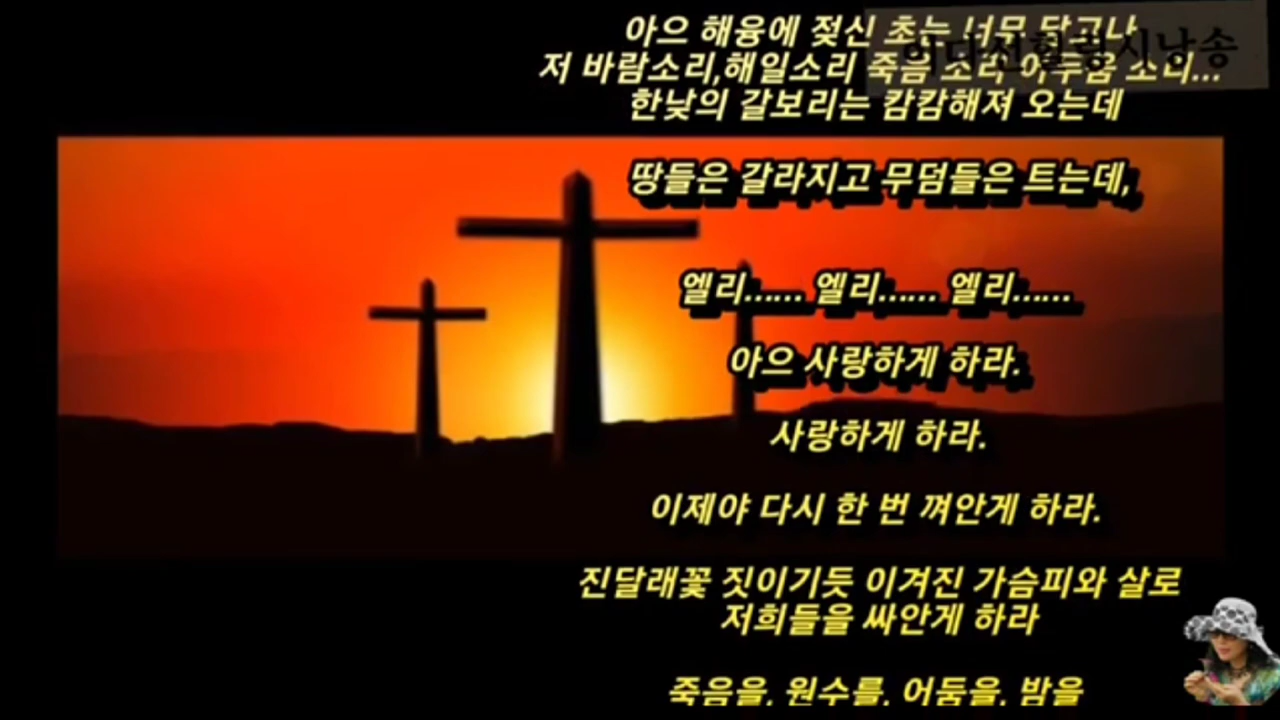 아으 해융에 젖신 초는 너무 달고나
저 바람소리,해일소리 죽음 소리 어두움 소리...
한낮의 갈보리는 캄캄해져 오는데
땅들은 갈라지고 무덤들은 트는데,
엘리...... 엘리...... 엘리......
아으 사랑하게 하라.
사랑하게 하라.
이제야 다시 한 번 껴안게 하라.
진달래꽃 짓이기듯 이겨진 가슴피와 살로
저희들을 싸안게 하라
죽음을, 원수를, 어둠을, 밤을